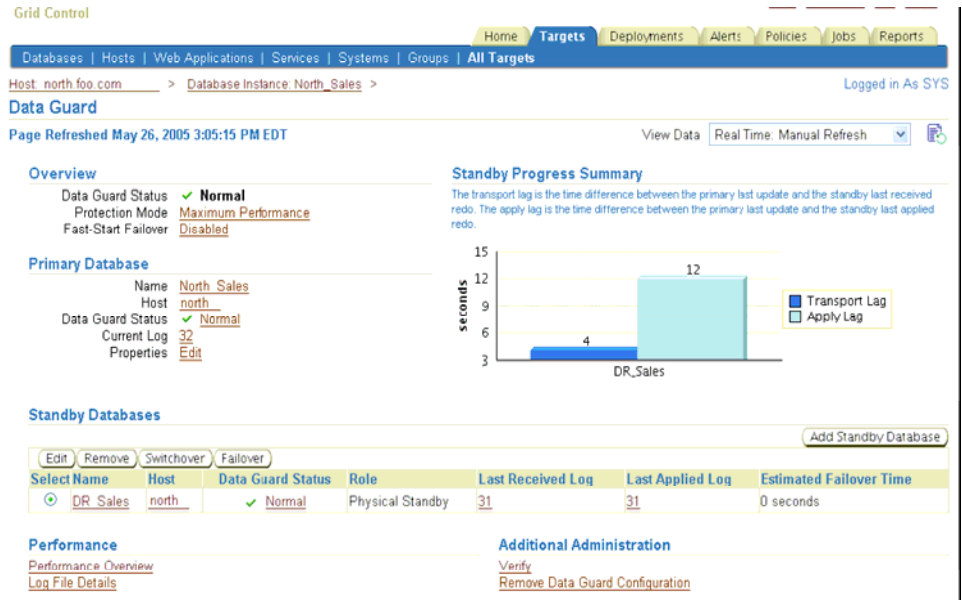 Grid Control
Home Targets Deployments Alerts Policies Jobs Reports
Databases | Hosts | Web Applications | Services | Systems | Groups | All Targets
Host: north.foo.com > Database Instance: North_Sales >
Logged in As SYS
Data Guard
Page Refreshed May 26, 2005 3:05:15 PM EDT
View Data Real Time: Manual Refresh
Overview
Data Guard Status Normal
Protection Mode Maximum Performance
Fast-Start Failover Disabled
Primary Database
Name North_Sales
Host north
Data Guard Status Normal
Current Log 32
Properties Edit
Standby Progress Summary
The transport lag is the time difference between the primary last update and the standby last received
redo. The apply lag is the time difference between the primary last update and the standby last applied
redo.
15
12
9
6
3
seconds
4
12
DR_Sales
Transport Lag
Apply Lag
Standby Databases
Add Standby Database
Edit Remove Switchover Failover
Select Name Host Data Guard Status Role Last Received Log Last Applied Log Estimated Failover Time
DR_Sales north Normal Physical Standby 31 31 0 seconds
Performance
Performance Overview
Log File Details
Additional Administration
Verify
Remove Data Guard Configuration